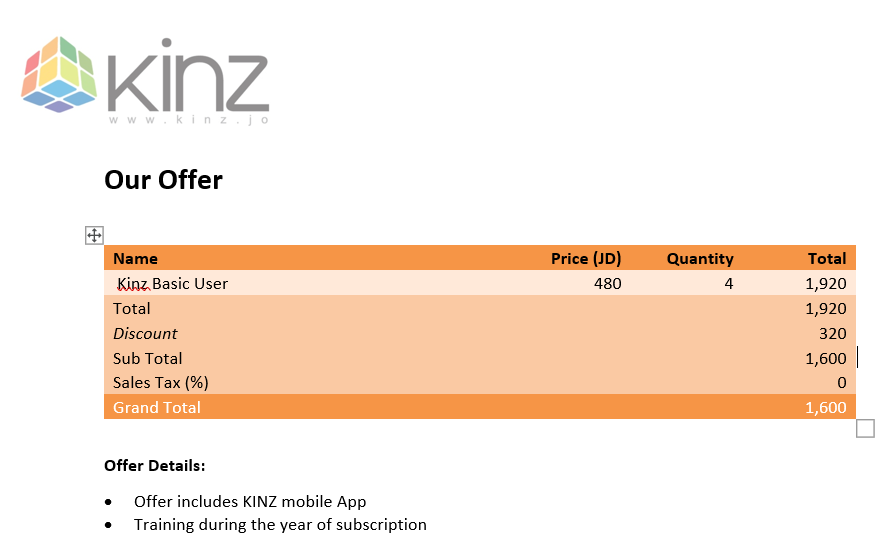 kinz
www.kinz.jo
Our Offer
Name Price (JD) Quantity Total
Kinz Basic User 480 4 1,920
Total 1,920
Discount 320
Sub Total 1,600
Sales Tax (%) 0
Grand Total 1,600
Offer Details:
• Offer includes KINZ mobile App
• Training during the year of subscription